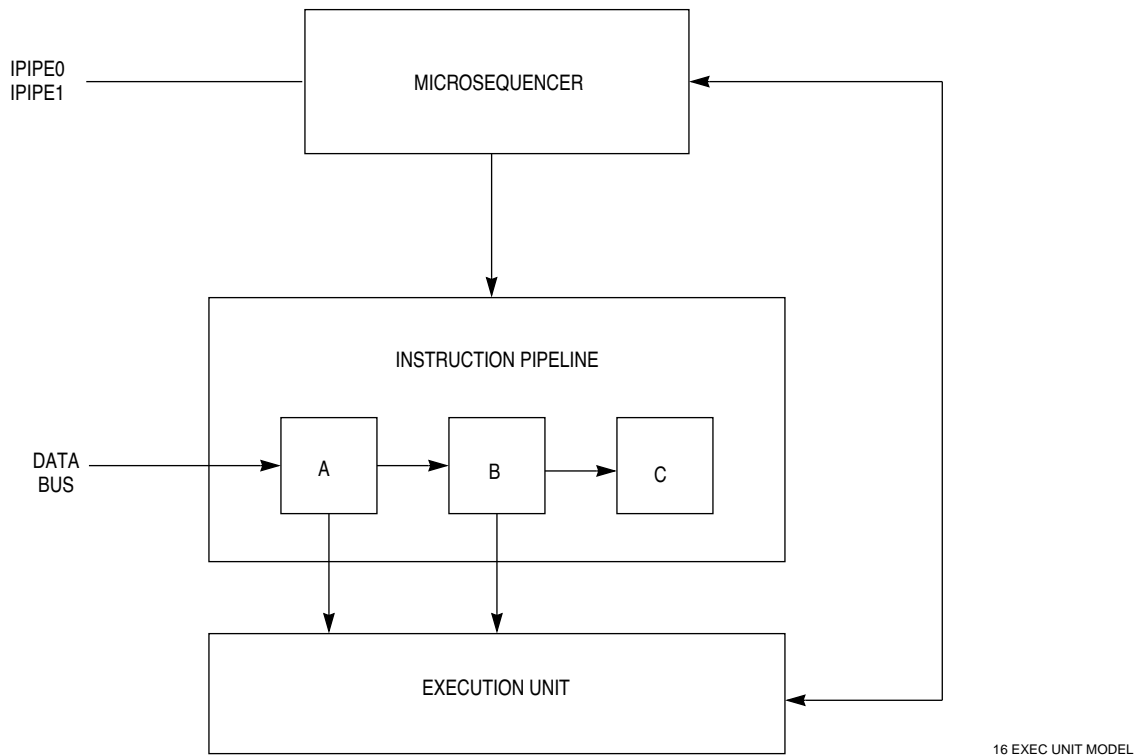 IPIPE0
IPIPE1
MICROSEQUENCER
INSTRUCTION PIPELINE
DATA
BUS
A
B
C
EXECUTION UNIT
16 EXEC UNIT MODEL